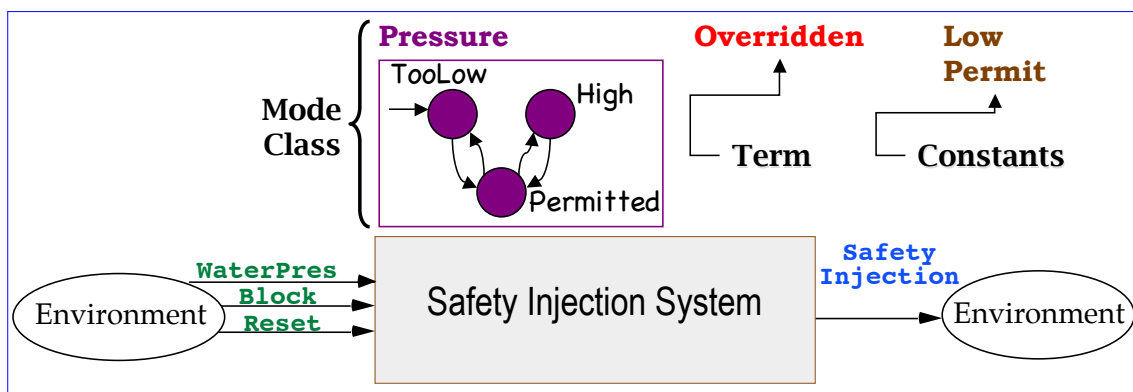 Pressure
Overridden
Low
Permit
TooLow
High
Mode
Class
Term
Constants
Permitted
WaterPres
Block
Reset
Environment
Safety Injection System
Safety
Injection
Environment